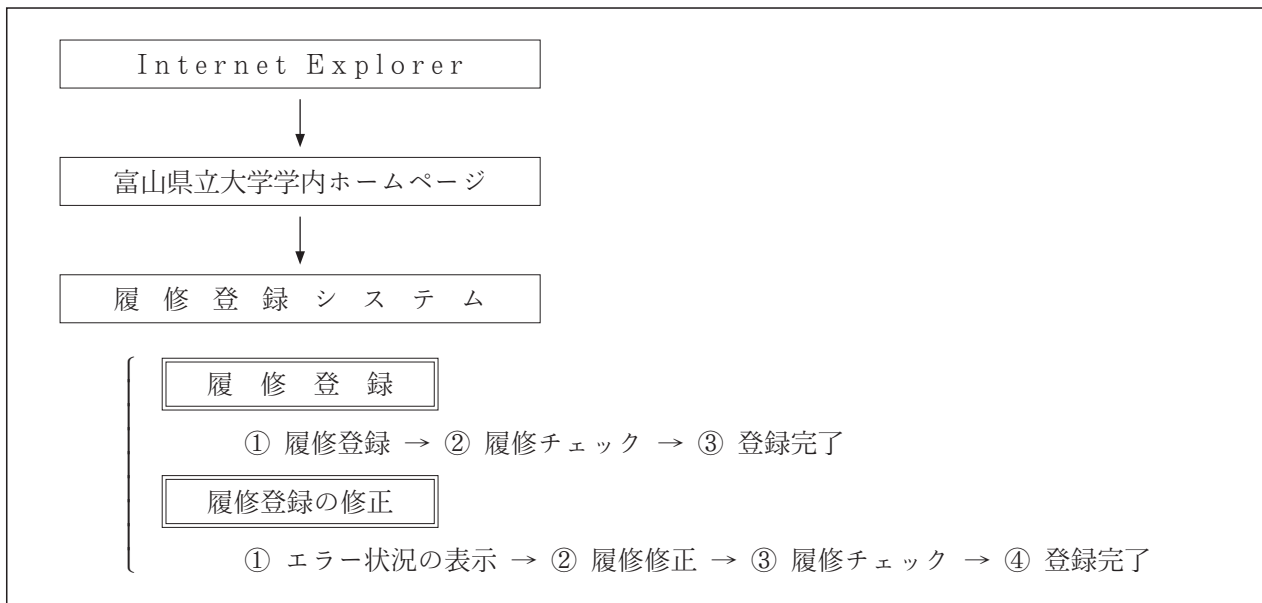 Internet Explorer
富山県立大学学内ホームページ
履修登録システム
履修登録
① 履修登録 → ② 履修チェック → ③ 登録完了
履修登録の修正
① エラー状況の表示 → ② 履修修正 → ③ 履修チェック → ④ 登録完了